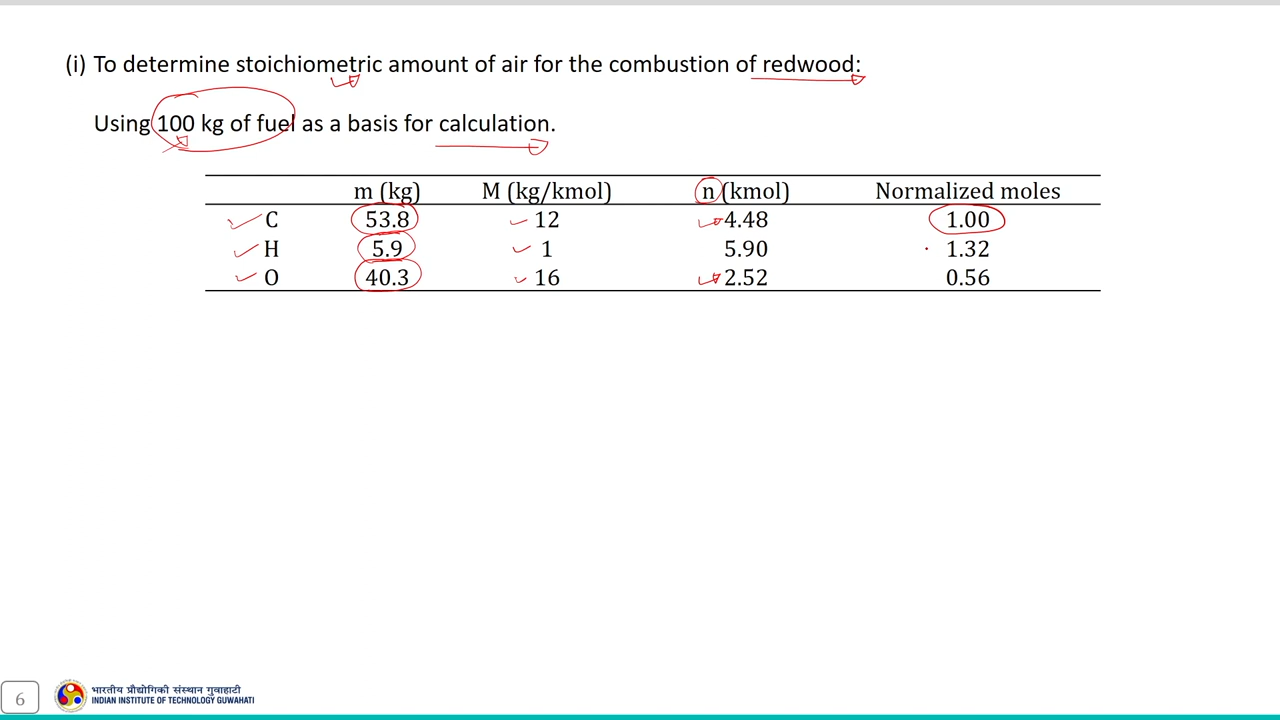 (i) To determine stoichiometric amount of air for the combustion of redwood:
Using 100 kg of fuel as a basis for calculation.
m (kg) M (kg/kmol) n (kmol) Normalized moles
C 53.8 12 4.48 1.00
H 5.9 1 5.90 1.32
O 40.3 16 2.52 0.56
6
भारतीय प्रौद्योगिकी संस्थान गुवाहाटी
INDIAN INSTITUTE OF TECHNOLOGY GUWAHATI